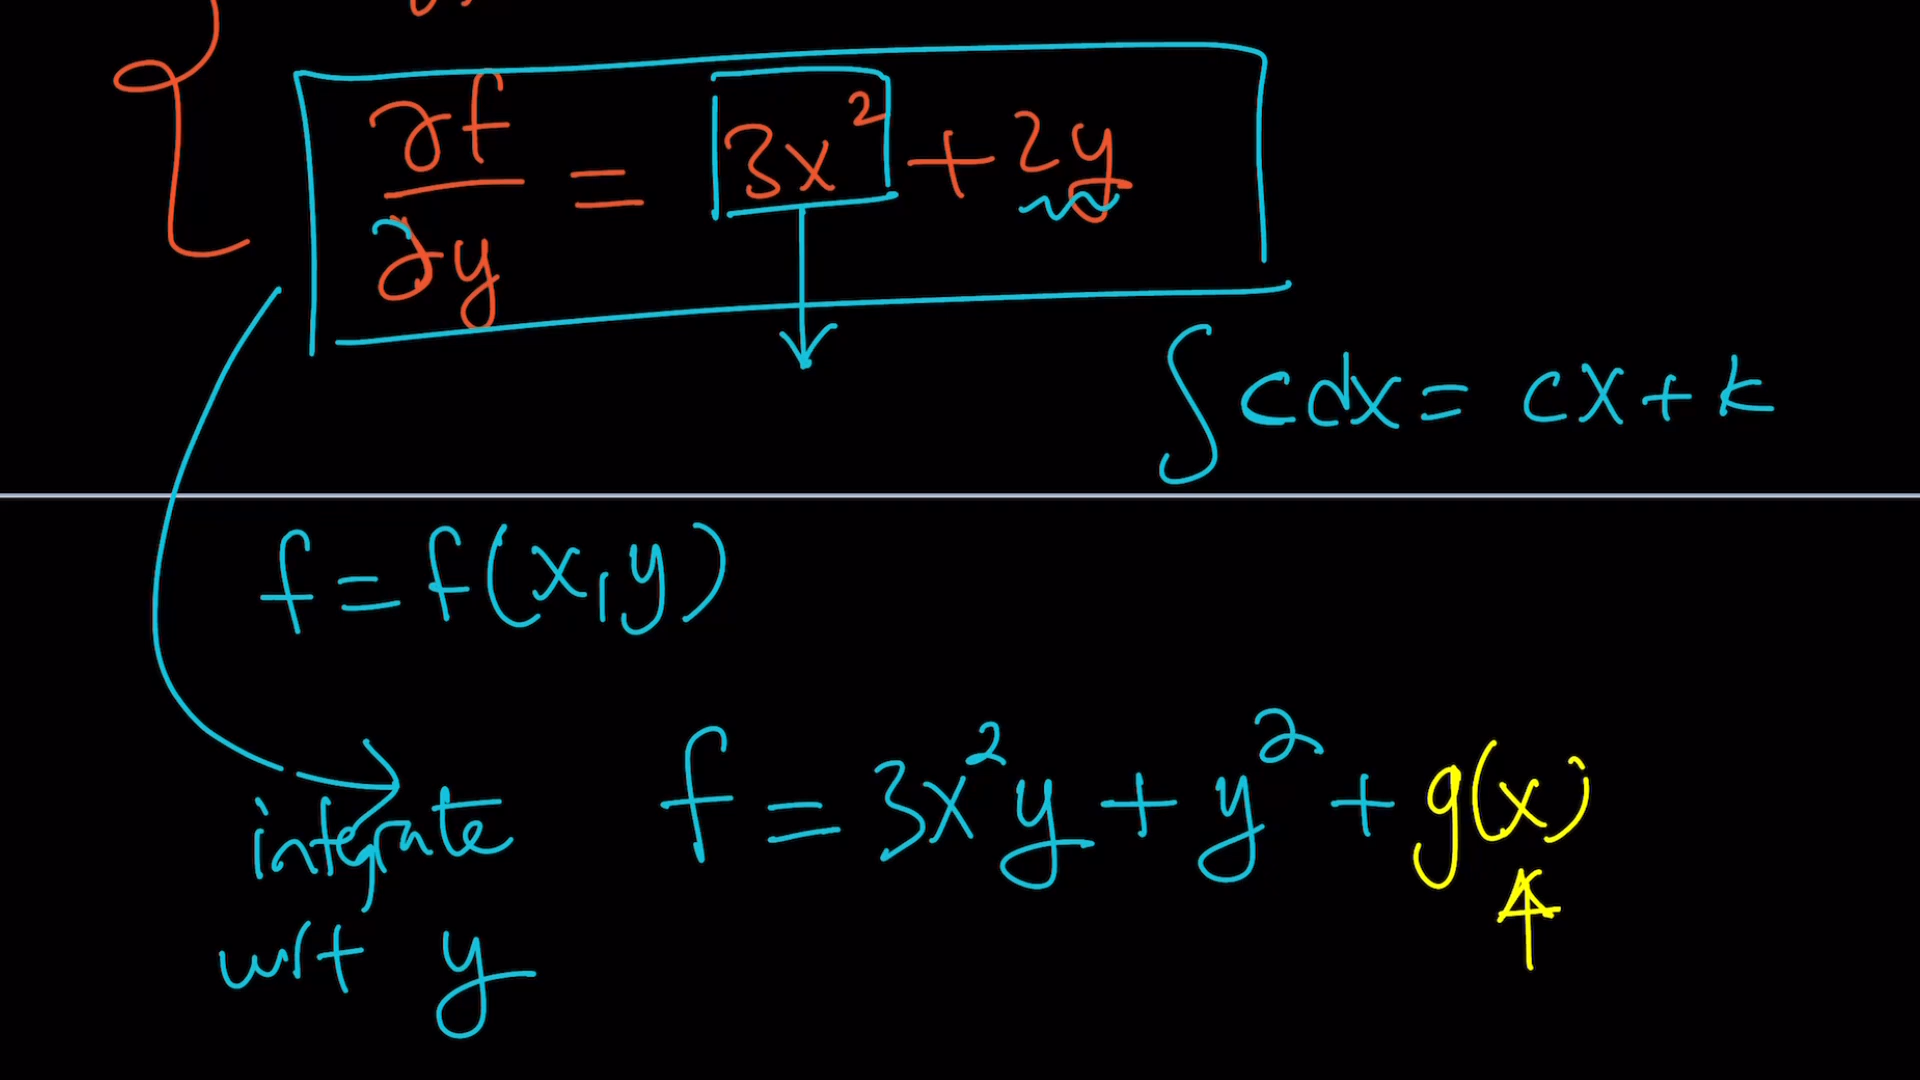 ∂f/∂y = 3x² + 2y
∫ c dx = cx + k
f = f(x,y)
f = 3x²y + y² + g(x)
integrate
wrt y